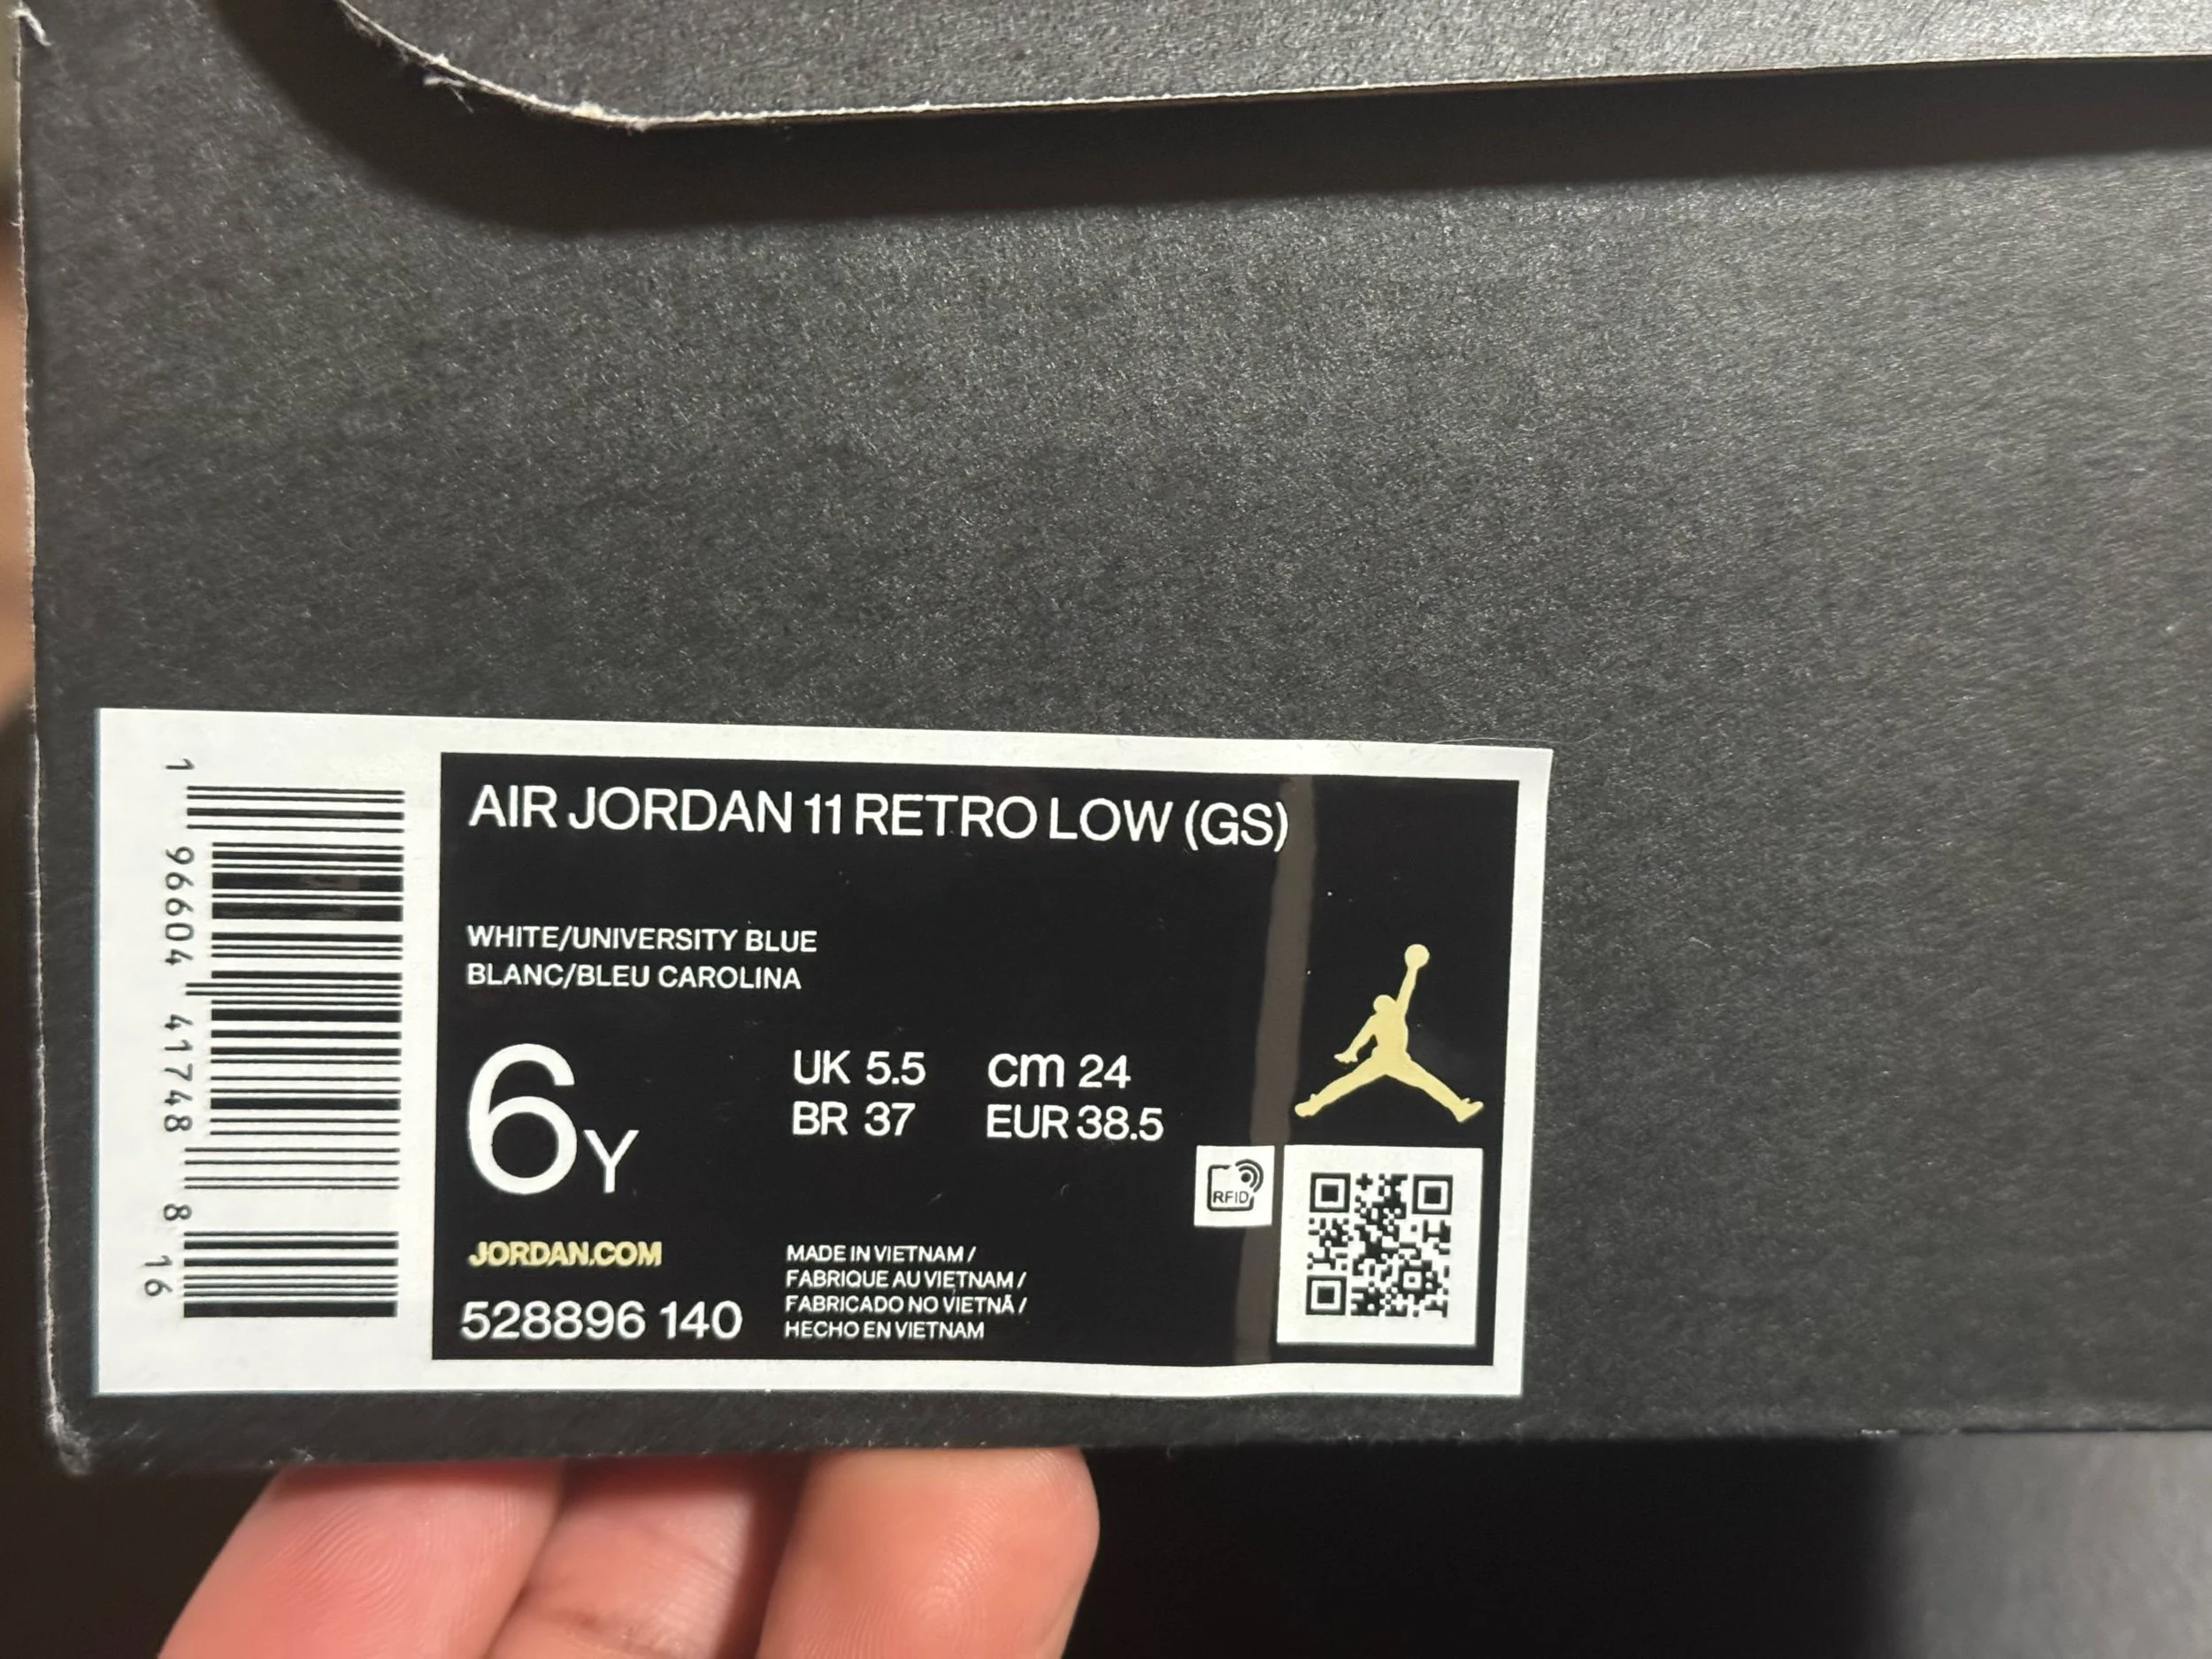 AIR JORDAN 11 RETRO LOW (GS)
WHITE/UNIVERSITY BLUE
BLANC/BLEU CAROLINA
6Y
UK 5.5 cm 24
BR 37 EUR 38.5
RFID
JORDAN.COM
528896 140
MADE IN VIETNAM /
FABRIQUE AU VIETNAM /
FABRICADO NO VIETNÃ /
HECHO EN VIETNAM
1 96604 41748 8 16